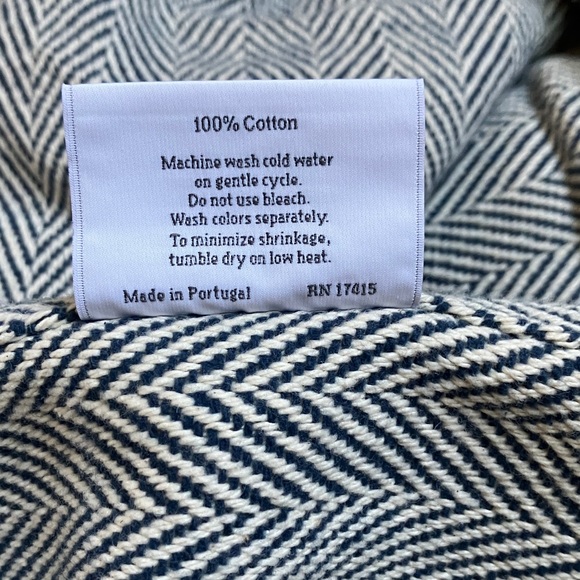 100% Cotton
Machine wash cold water
on gentle cycle.
Do not use bleach.
Wash colors separately.
To minimize shrinkage,
tumble dry on low heat.
Made in Portugal RN 17415